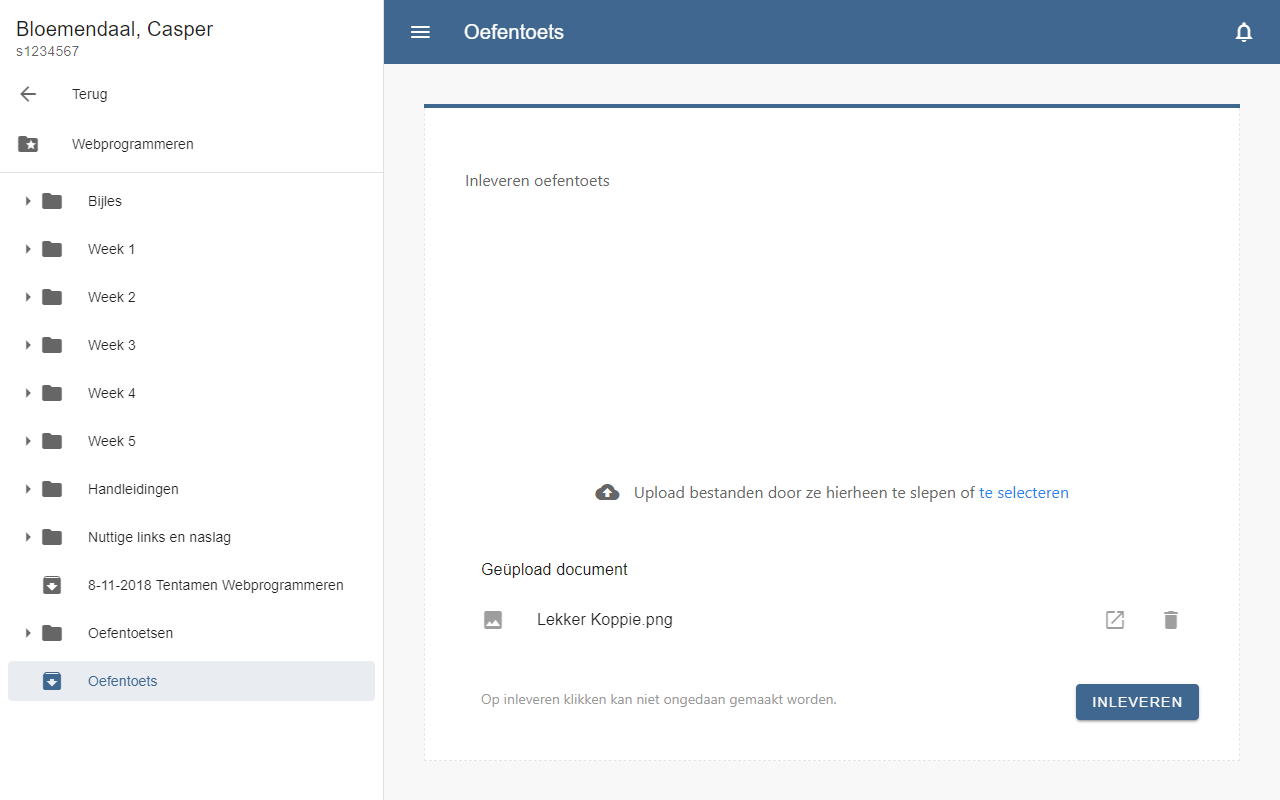 Bloemendaal, Casper
s1234567
Terug
Webprogrammeren
Bijles
Week 1
Week 2
Week 3
Week 4
Week 5
Handleidingen
Nuttige links en naslag
8-11-2018 Tentamen Webprogrammeren
Oefentoetsen
Oefentoets
Oefentoets
Inleveren oefentoets
Upload bestanden door ze hierheen te slepen of te selecteren
Geüpload document
Lekker Koppie.png
Op inleveren klikken kan niet ongedaan gemaakt worden.
INLEVEREN